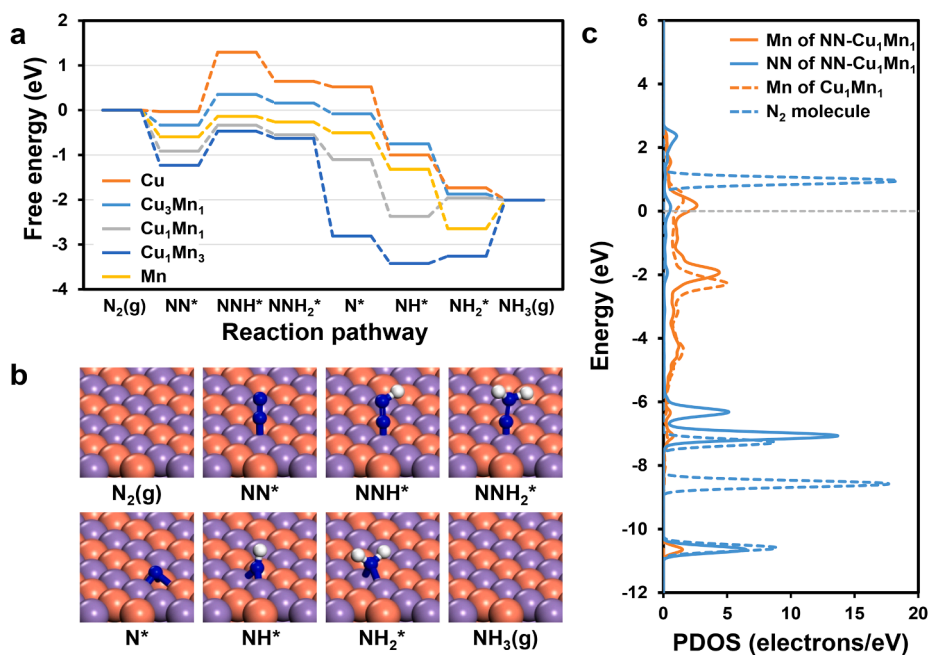 a
Free energy (eV)
2
1
0
-1
-2
-3
-4
Cu
Cu₃Mn₁
Cu₁Mn₁
Cu₁Mn₃
Mn
N₂(g) NN* NNH* NNH₂* N* NH* NH₂* NH₃(g)
Reaction pathway
b
N₂(g) NN* NNH* NNH₂*
N* NH* NH₂* NH₃(g)
c
Energy (eV)
6
4
2
0
-2
-4
-6
-8
-10
-12
Mn of NN-Cu₁Mn₁
NN of NN-Cu₁Mn₁
Mn of Cu₁Mn₁
N₂ molecule
0 5 10 15 20
PDOS (electrons/eV)